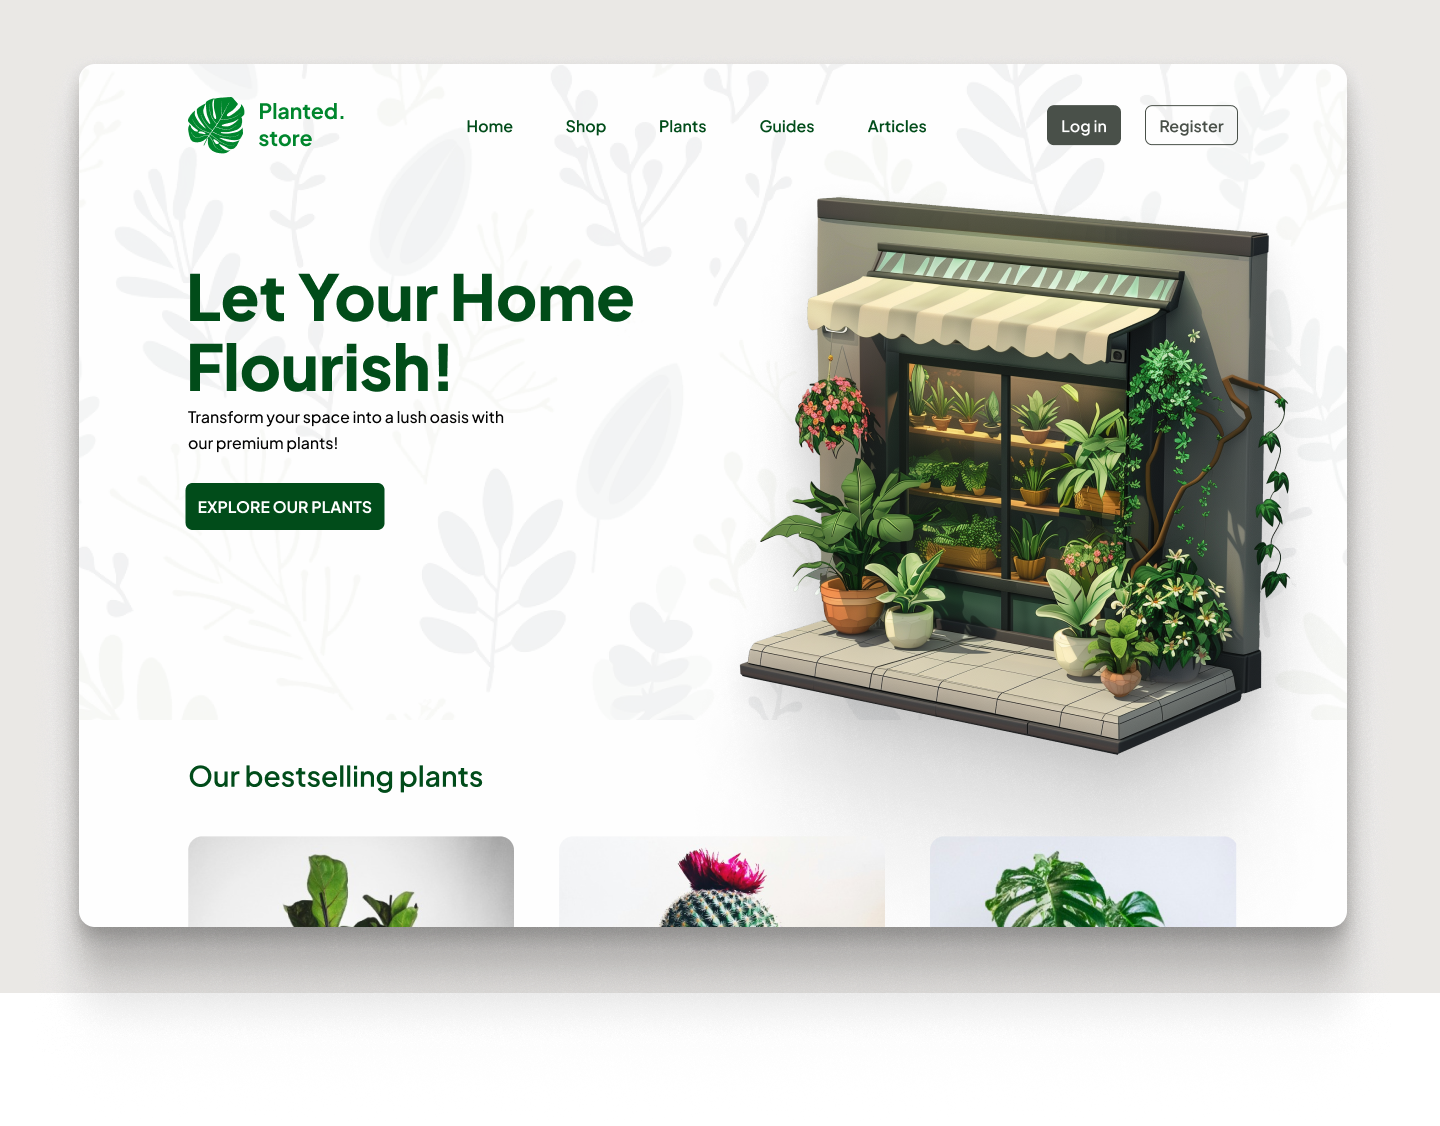 Planted.
store
Home
Shop
Plants
Guides
Articles
Log in
Register
Let Your Home
Flourish!
Transform your space into a lush oasis with
our premium plants!
EXPLORE OUR PLANTS
Our bestselling plants